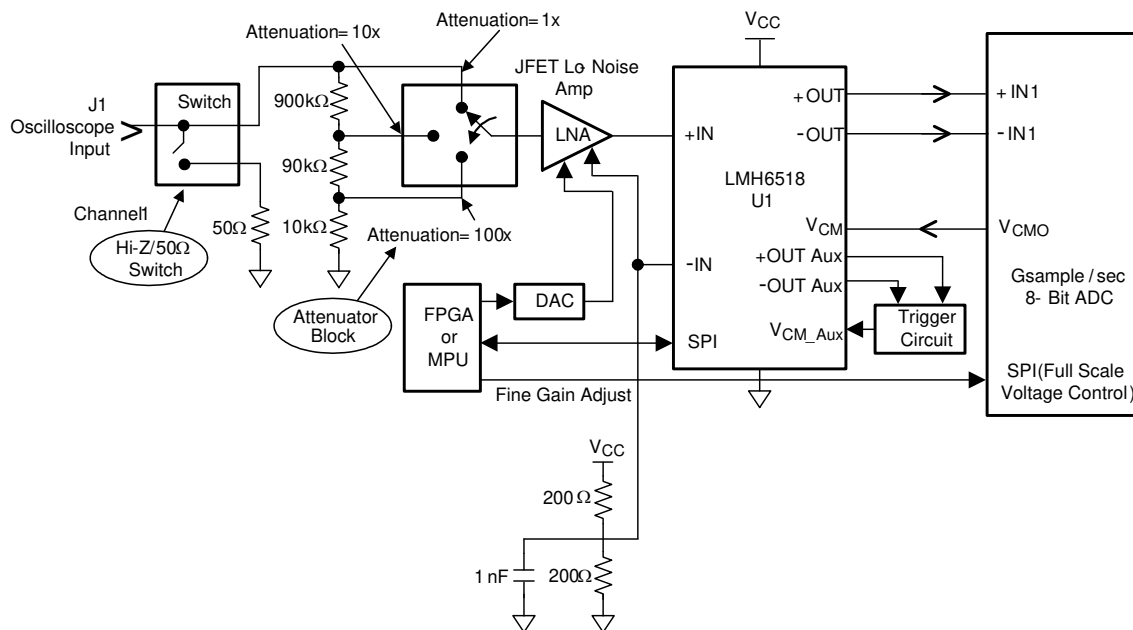 Attenuation= 1x
Attenuation= 10x
VCC
JFET Lo Noise
Amp
J1
Oscilloscope
Input
Switch
900kΩ
LNA
+IN
+OUT
-OUT
+ IN1
- IN1
90kΩ
LMH6518
U1
Channel1
50Ω
10kΩ
Attenuation= 100x
VCM
VCMO
Hi-Z/50Ω
Switch
-IN
+OUT Aux
-OUT Aux
Gsample / sec
8- Bit ADC
Attenuator
Block
FPGA
or
MPU
DAC
SPI
VCM_Aux
Trigger
Circuit
Fine Gain Adjust
SPI(Full Scale
Voltage Control)
VCC
200 Ω
1 nF
200Ω